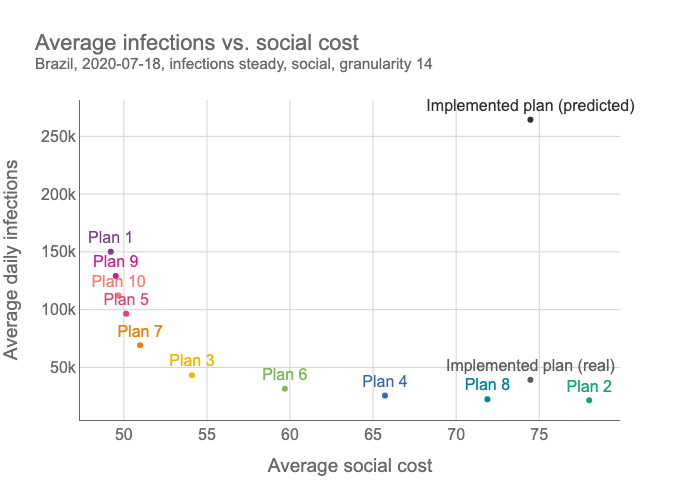 Average infections vs. social cost
Brazil, 2020-07-18, infections steady, social, granularity 14
Implemented plan (predicted)
250k
200k
Plan 1
150k
Plan 9
Plan 10
Plan 5
100k
Plan 7
Plan 3
50k
Implemented plan (real)
Plan 6
Plan 4
Plan 8
Plan 2
50
55
60
65
70
75
Average social cost
Average daily infections